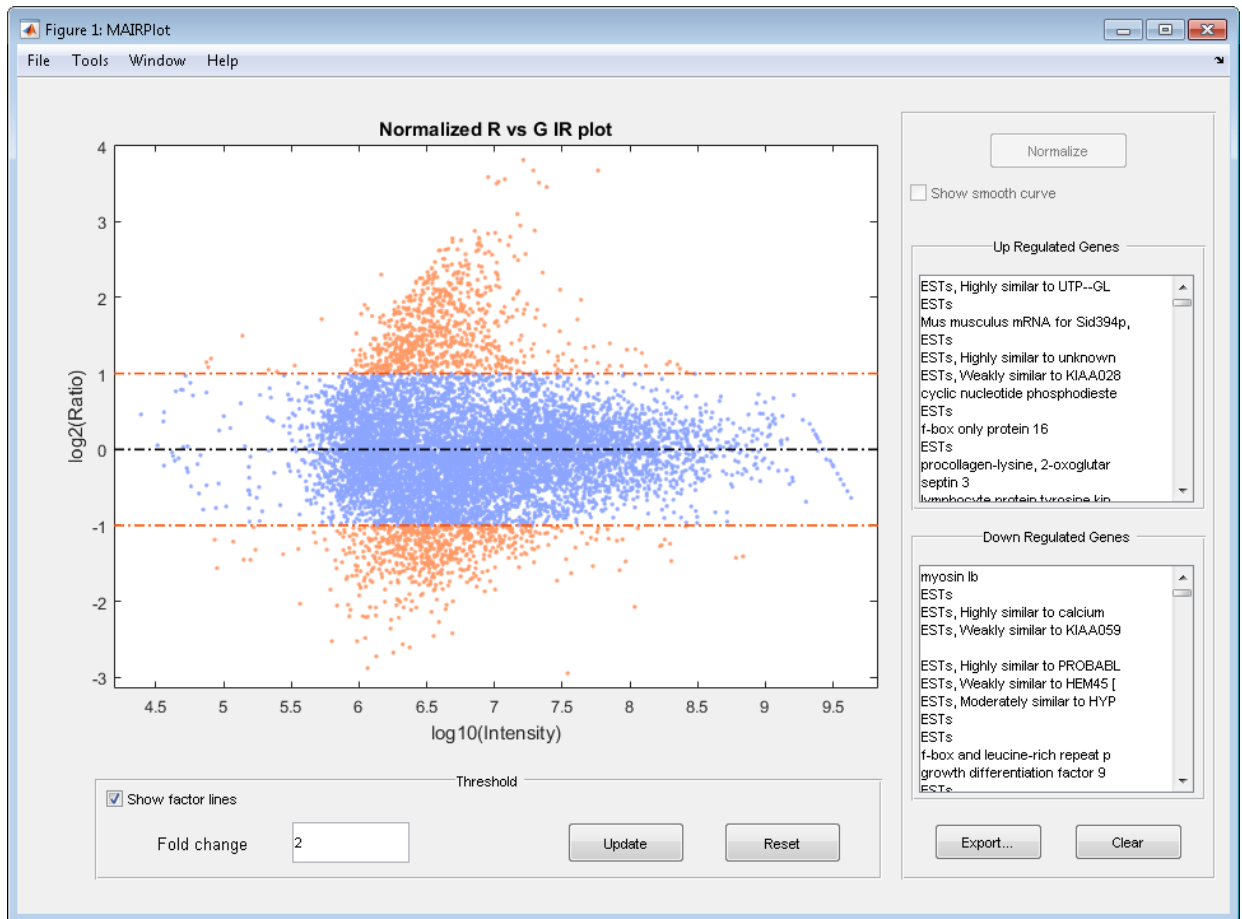 Figure 1: MAIRPlot
File Tools Window Help
Normalized R vs G IR plot
4
3
2
1
0
-1
-2
-3
log2(Ratio)
4.5 5 5.5 6 6.5 7 7.5 8 8.5 9 9.5
log10(Intensity)
Threshold
Show factor lines
Fold change 2 Update Reset
Normalize
Show smooth curve
Up Regulated Genes
ESTs, Highly similar to UTP--GL
ESTs
Mus musculus mRNA for Sid394p,
ESTs
ESTs, Highly similar to unknown
ESTs, Weakly similar to KIAA028
cyclic nucleotide phosphodieste
ESTs
f-box only protein 16
ESTs
procollagen-lysine, 2-oxoglutar
septin 3
lymphocyte protein tyrosine kin
Down Regulated Genes
myosin Ib
ESTs
ESTs, Highly similar to calcium
ESTs, Weakly similar to KIAA059
ESTs, Highly similar to PROBABL
ESTs, Weakly similar to HEM45 [
ESTs, Moderately similar to HYP
ESTs
ESTs
f-box and leucine-rich repeat p
growth differentiation factor 9
ESTs
Export... Clear